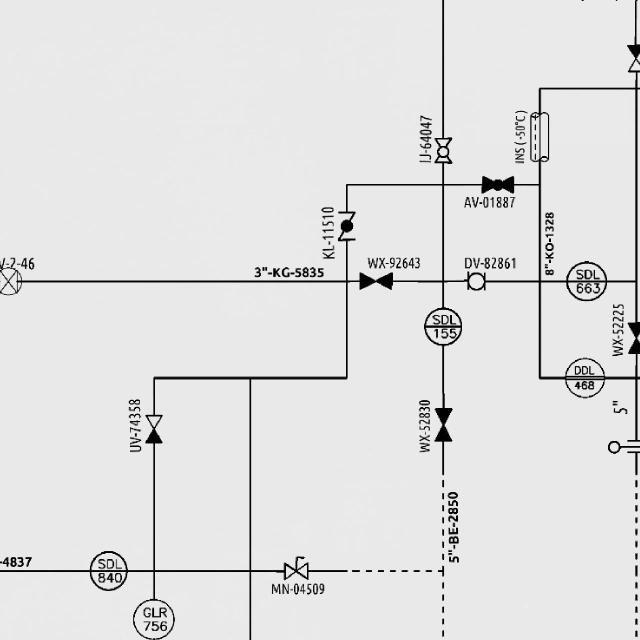 IJ-64047
INS (-50°C)
AV-01887
KL-11510
8"-KO-1328
V-2-46
3"-KG-5835
WX-92643
DV-82861
SDL
663
SDL
155
WX-52225
DDL
468
UV-74358
WX-52830
5"
5"-BE-2850
-4837
SDL
840
MN-04509
GLR
756